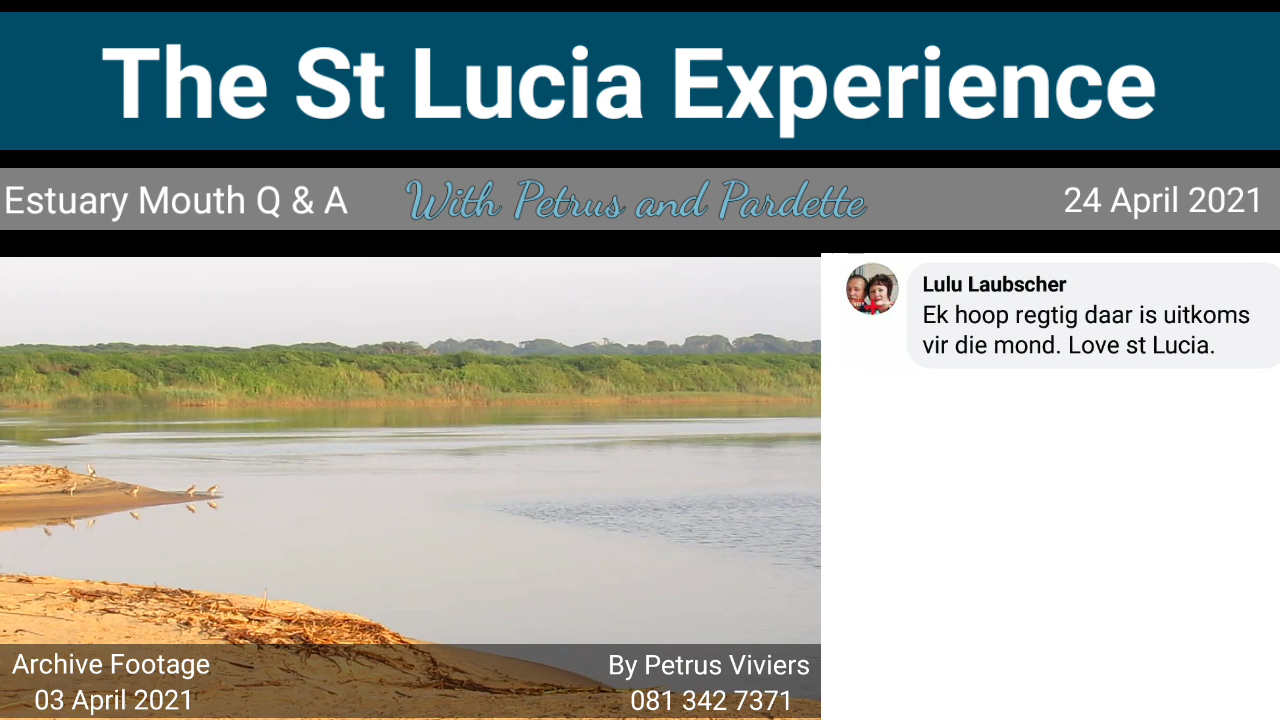 The St Lucia Experience
Estuary Mouth Q & A
With Petrus and Pardette
24 April 2021
Lulu Laubscher
Ek hoop regtig daar is uitkoms
vir die mond. Love st Lucia.
Archive Footage
03 April 2021
By Petrus Viviers
081 342 7371